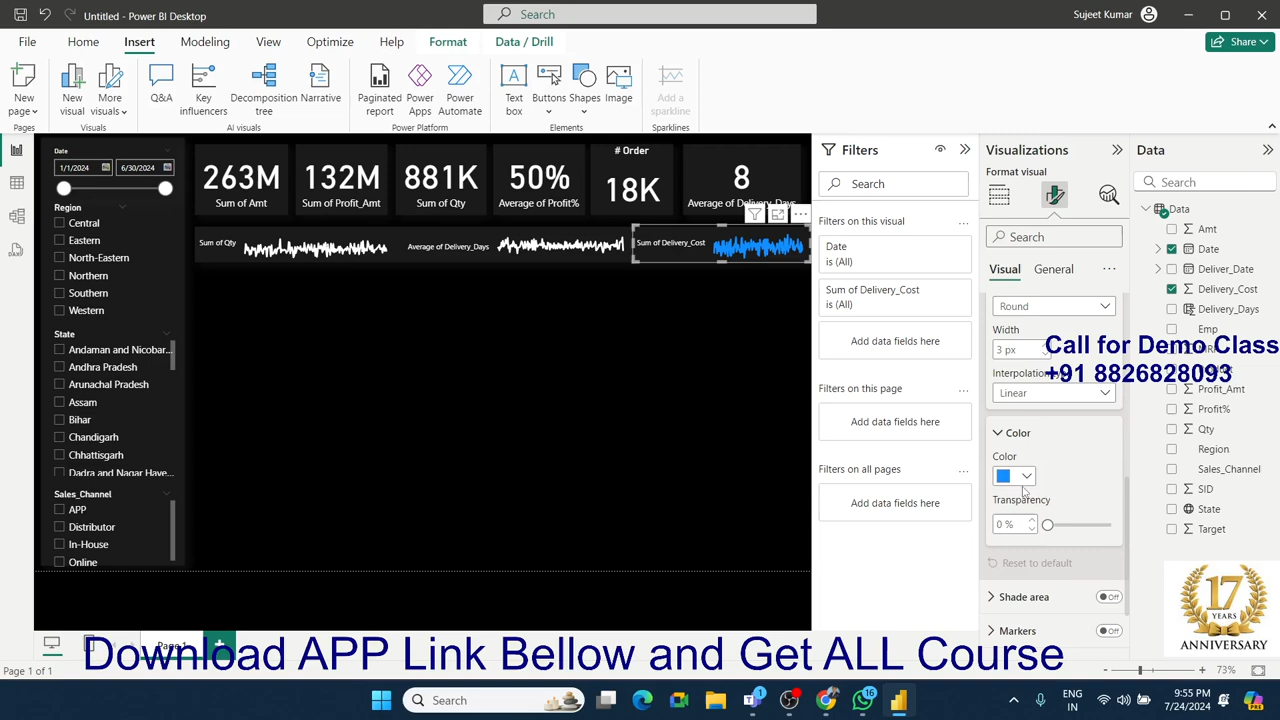 Untitled - Power BI Desktop
Search
Sujeet Kumar
File
Home
Insert
Modeling
View
Optimize
Help
Format
Data / Drill
Share
New page
New visual
More visuals
Q&A
Key influencers
Decomposition tree
Narrative
Paginated report
Power Apps
Power Automate
Text box
Buttons
Shapes
Image
Add a sparkline
Pages
Visuals
AI visuals
Power Platform
Elements
Sparklines
Date
1/1/2024
6/30/2024
Region
Central
Eastern
North-Eastern
Northern
Southern
Western
State
Andaman and Nicobar...
Andhra Pradesh
Arunachal Pradesh
Assam
Bihar
Chandigarh
Chhattisgarh
Dadra and Nagar Have...
Sales_Channel
APP
Distributor
In-House
Online
263M
Sum of Amt
132M
Sum of Profit_Amt
881K
Sum of Qty
50%
Average of Profit%
# Order
18K
8
Average of Delivery_Days
Sum of Qty
Average of Delivery_Days
Sum of Delivery_Cost
Filters
Search
Filters on this visual
Date
is (All)
Sum of Delivery_Cost
is (All)
Add data fields here
Filters on this page
Add data fields here
Filters on all pages
Add data fields here
Visualizations
Format visual
Search
Visual
General
Round
Width
3 px
Linear
Color
Color
Transparency
0 %
Reset to default
Shade area
Off
Markers
Off
Data
Search
Data
Amt
Date
Deliver_Date
Delivery_Cost
Delivery_Days
Emp
Profit_Amt
Profit%
Qty
Region
Sales_Channel
SID
State
Target
Call for Demo Class
+91 8826828093
17
YEARS
ANNIVERSARY
Page 1
Download APP Link Bellow and Get ALL Course
Page 1 of 1
73%
Search
1
16
ENG
IN
9:55 PM
7/24/2024